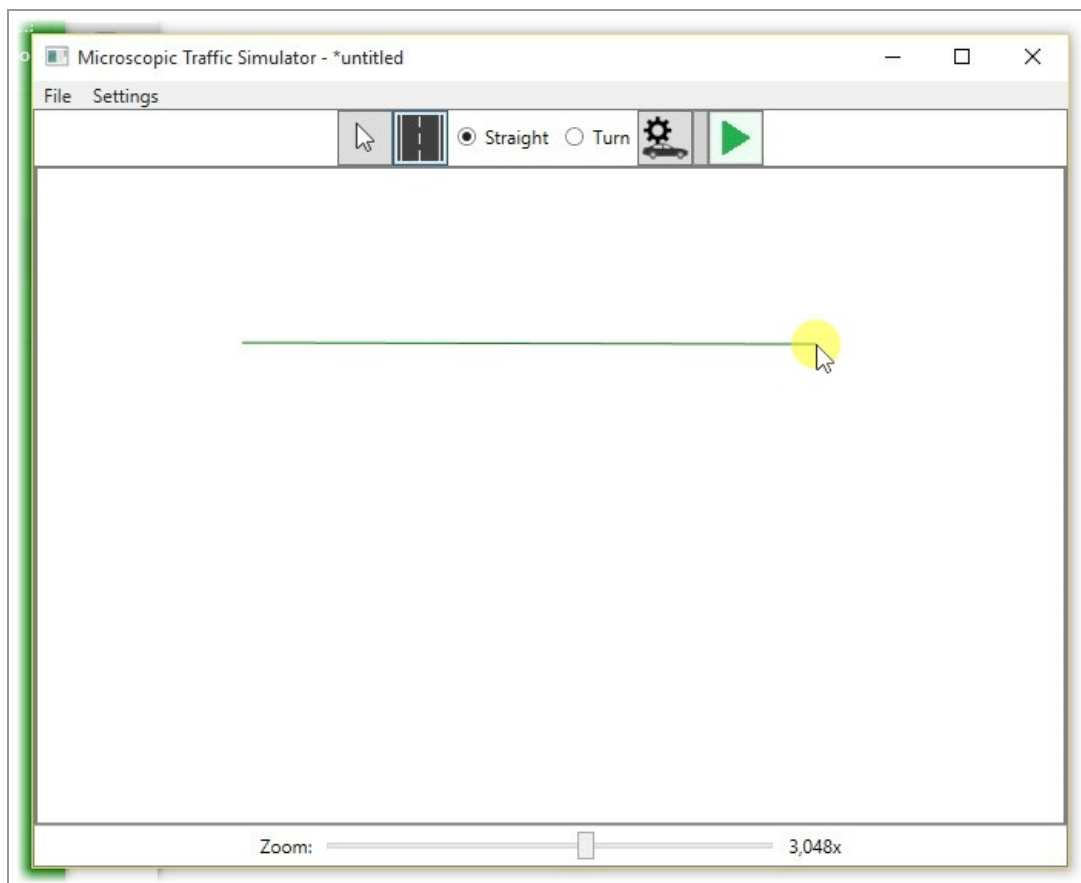 Microscopic Traffic Simulator - *untitled
File Settings
Straight Turn
Zoom: 3,048x